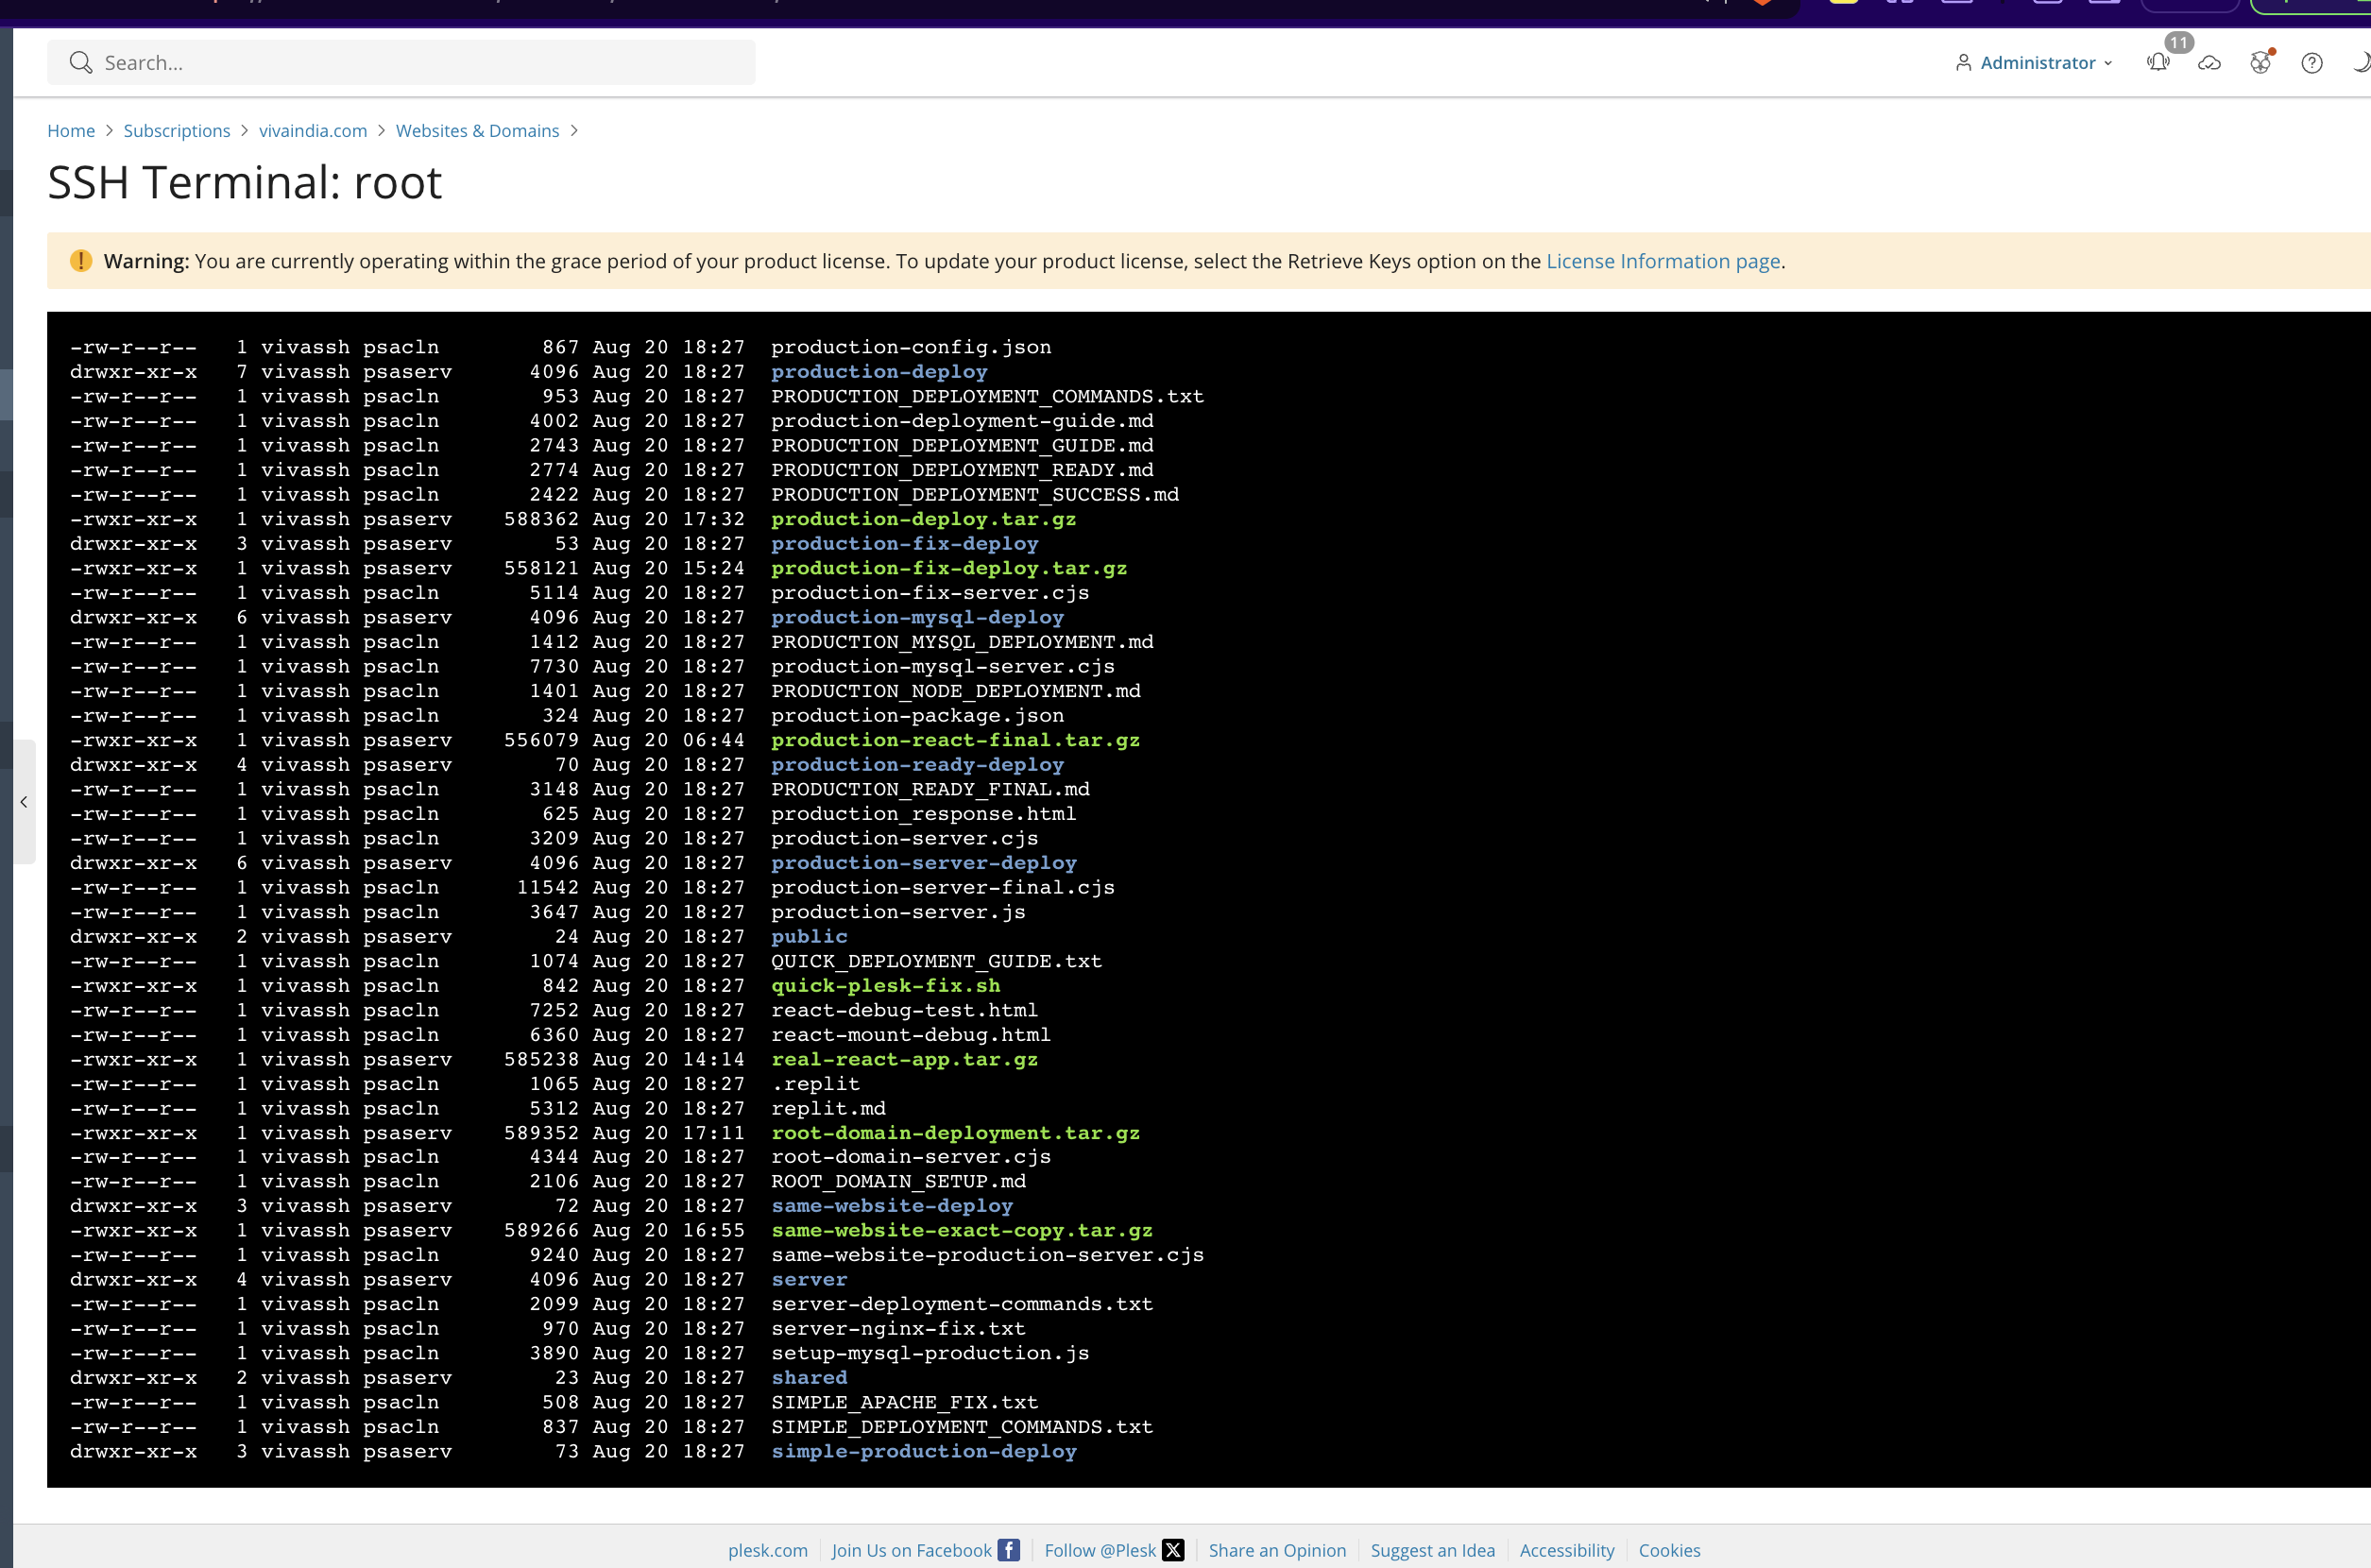 Search...
Administrator
11
Home > Subscriptions > vivaindia.com > Websites & Domains >
SSH Terminal: root
Warning: You are currently operating within the grace period of your product license. To update your product license, select the Retrieve Keys option on the License Information page.
-rw-r--r-- 1 vivassh psacln 867 Aug 20 18:27 production-config.json
drwxr-xr-x 7 vivassh psaserv 4096 Aug 20 18:27 production-deploy
-rw-r--r-- 1 vivassh psacln 953 Aug 20 18:27 PRODUCTION_DEPLOYMENT_COMMANDS.txt
-rw-r--r-- 1 vivassh psacln 4002 Aug 20 18:27 production-deployment-guide.md
-rw-r--r-- 1 vivassh psacln 2743 Aug 20 18:27 PRODUCTION_DEPLOYMENT_GUIDE.md
-rw-r--r-- 1 vivassh psacln 2774 Aug 20 18:27 PRODUCTION_DEPLOYMENT_READY.md
-rw-r--r-- 1 vivassh psacln 2422 Aug 20 18:27 PRODUCTION_DEPLOYMENT_SUCCESS.md
-rwxr-xr-x 1 vivassh psaserv 588362 Aug 20 17:32 production-deploy.tar.gz
drwxr-xr-x 3 vivassh psaserv 53 Aug 20 18:27 production-fix-deploy
-rwxr-xr-x 1 vivassh psaserv 558121 Aug 20 15:24 production-fix-deploy.tar.gz
-rw-r--r-- 1 vivassh psacln 5114 Aug 20 18:27 production-fix-server.cjs
drwxr-xr-x 6 vivassh psaserv 4096 Aug 20 18:27 production-mysql-deploy
-rw-r--r-- 1 vivassh psacln 1412 Aug 20 18:27 PRODUCTION_MYSQL_DEPLOYMENT.md
-rw-r--r-- 1 vivassh psacln 7730 Aug 20 18:27 production-mysql-server.cjs
-rw-r--r-- 1 vivassh psacln 1401 Aug 20 18:27 PRODUCTION_NODE_DEPLOYMENT.md
-rw-r--r-- 1 vivassh psacln 324 Aug 20 18:27 production-package.json
-rwxr-xr-x 1 vivassh psaserv 556079 Aug 20 06:44 production-react-final.tar.gz
drwxr-xr-x 4 vivassh psaserv 70 Aug 20 18:27 production-ready-deploy
-rw-r--r-- 1 vivassh psacln 3148 Aug 20 18:27 PRODUCTION_READY_FINAL.md
-rw-r--r-- 1 vivassh psacln 625 Aug 20 18:27 production_response.html
-rw-r--r-- 1 vivassh psacln 3209 Aug 20 18:27 production-server.cjs
drwxr-xr-x 6 vivassh psaserv 4096 Aug 20 18:27 production-server-deploy
-rw-r--r-- 1 vivassh psacln 11542 Aug 20 18:27 production-server-final.cjs
-rw-r--r-- 1 vivassh psacln 3647 Aug 20 18:27 production-server.js
drwxr-xr-x 2 vivassh psaserv 24 Aug 20 18:27 public
-rw-r--r-- 1 vivassh psacln 1074 Aug 20 18:27 QUICK_DEPLOYMENT_GUIDE.txt
-rwxr-xr-x 1 vivassh psacln 842 Aug 20 18:27 quick-plesk-fix.sh
-rw-r--r-- 1 vivassh psacln 7252 Aug 20 18:27 react-debug-test.html
-rw-r--r-- 1 vivassh psacln 6360 Aug 20 18:27 react-mount-debug.html
-rwxr-xr-x 1 vivassh psaserv 585238 Aug 20 14:14 real-react-app.tar.gz
-rw-r--r-- 1 vivassh psacln 1065 Aug 20 18:27 .replit
-rw-r--r-- 1 vivassh psacln 5312 Aug 20 18:27 replit.md
-rwxr-xr-x 1 vivassh psaserv 589352 Aug 20 17:11 root-domain-deployment.tar.gz
-rw-r--r-- 1 vivassh psacln 4344 Aug 20 18:27 root-domain-server.cjs
-rw-r--r-- 1 vivassh psacln 2106 Aug 20 18:27 ROOT_DOMAIN_SETUP.md
drwxr-xr-x 3 vivassh psaserv 72 Aug 20 18:27 same-website-deploy
-rwxr-xr-x 1 vivassh psaserv 589266 Aug 20 16:55 same-website-exact-copy.tar.gz
-rw-r--r-- 1 vivassh psacln 9240 Aug 20 18:27 same-website-production-server.cjs
drwxr-xr-x 4 vivassh psaserv 4096 Aug 20 18:27 server
-rw-r--r-- 1 vivassh psacln 2099 Aug 20 18:27 server-deployment-commands.txt
-rw-r--r-- 1 vivassh psacln 970 Aug 20 18:27 server-nginx-fix.txt
-rw-r--r-- 1 vivassh psacln 3890 Aug 20 18:27 setup-mysql-production.js
drwxr-xr-x 2 vivassh psaserv 23 Aug 20 18:27 shared
-rw-r--r-- 1 vivassh psacln 508 Aug 20 18:27 SIMPLE_APACHE_FIX.txt
-rw-r--r-- 1 vivassh psacln 837 Aug 20 18:27 SIMPLE_DEPLOYMENT_COMMANDS.txt
drwxr-xr-x 3 vivassh psaserv 73 Aug 20 18:27 simple-production-deploy
plesk.com Join Us on Facebook Follow @Plesk Share an Opinion Suggest an Idea Accessibility Cookies